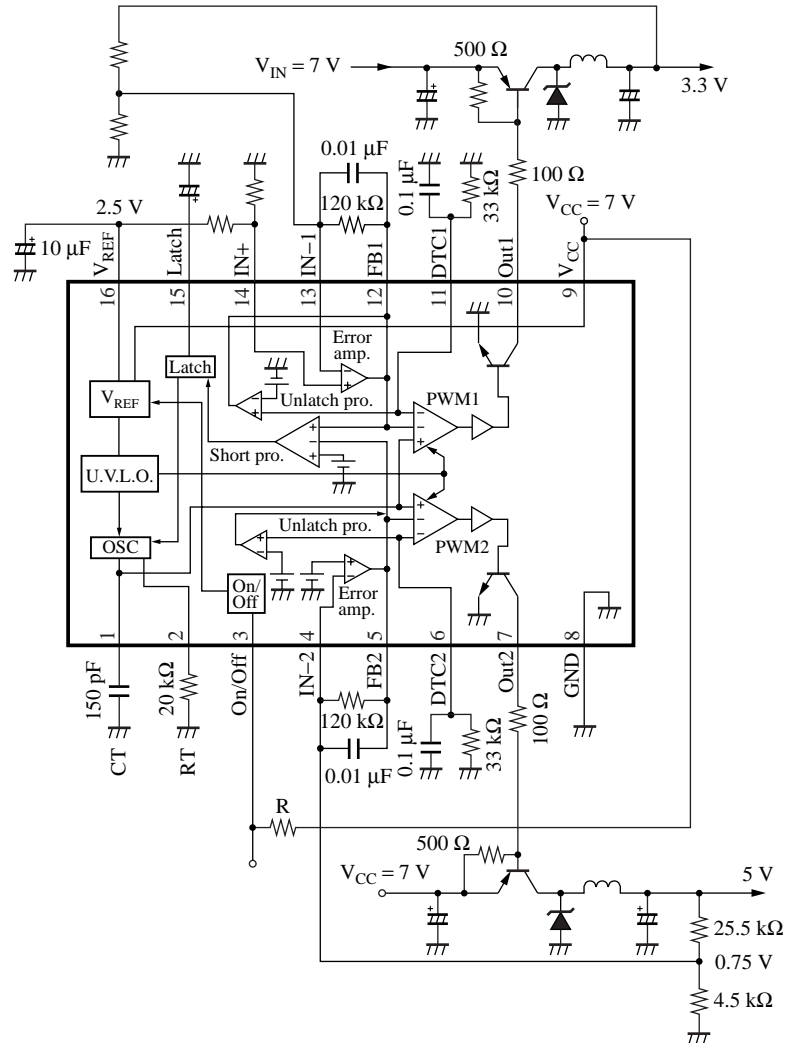 500 Ω
V_IN = 7 V
3.3 V
0.01 µF
120 kΩ
0.1 µF
33 kΩ
100 Ω
V_CC = 7 V
2.5 V
10 µF
V_REF
Latch
IN+
IN−1
FB1
DTC1
Out1
V_CC
16
15
14
13
12
11
10
9
Error
amp.
Latch
V_REF
Unlatch pro.
PWM1
Short pro.
U.V.L.O.
Unlatch pro.
PWM2
OSC
On/
Off
Error
amp.
1
2
3
4
5
6
7
8
150 pF
20 kΩ
On/Off
IN−2
FB2
DTC2
Out2
GND
CT
RT
120 kΩ
0.01 µF
0.1 µF
33 kΩ
100 Ω
R
500 Ω
V_CC = 7 V
5 V
25.5 kΩ
0.75 V
4.5 kΩ